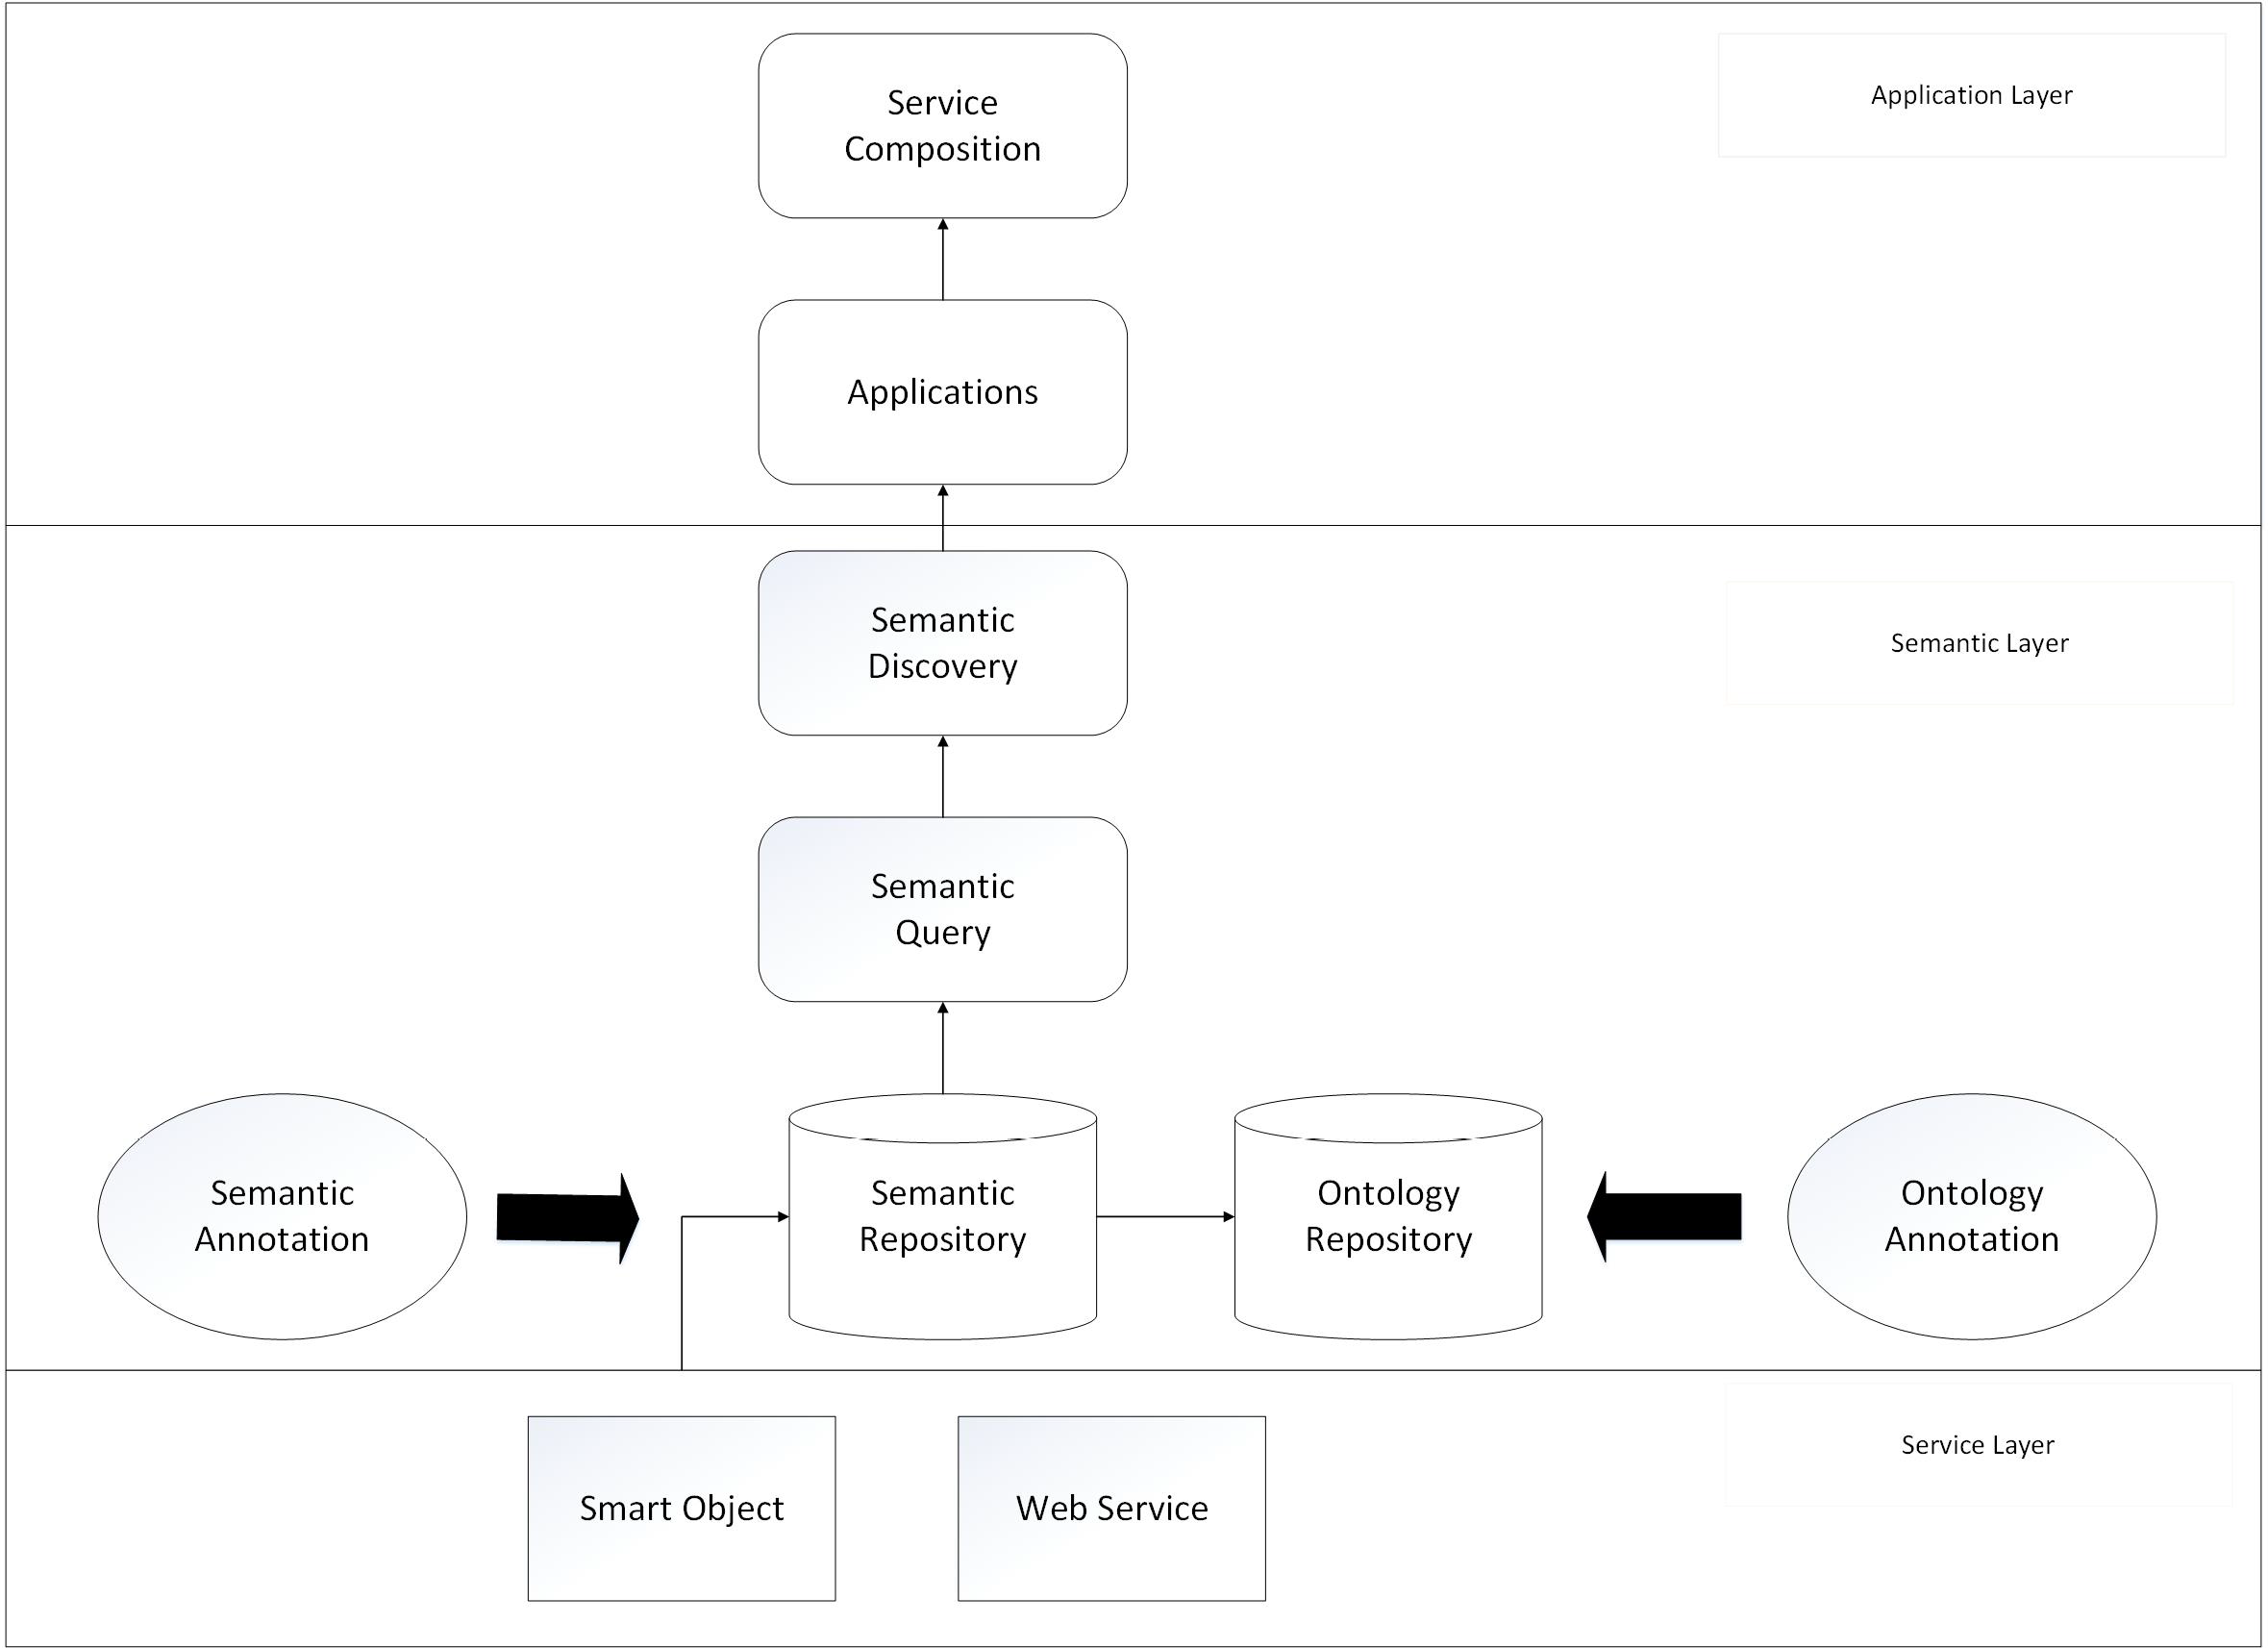 Service
Composition
Application Layer
Applications
Semantic
Discovery
Semantic Layer
Semantic
Query
Semantic
Annotation
Semantic
Repository
Ontology
Repository
Ontology
Annotation
Service Layer
Smart Object
Web Service